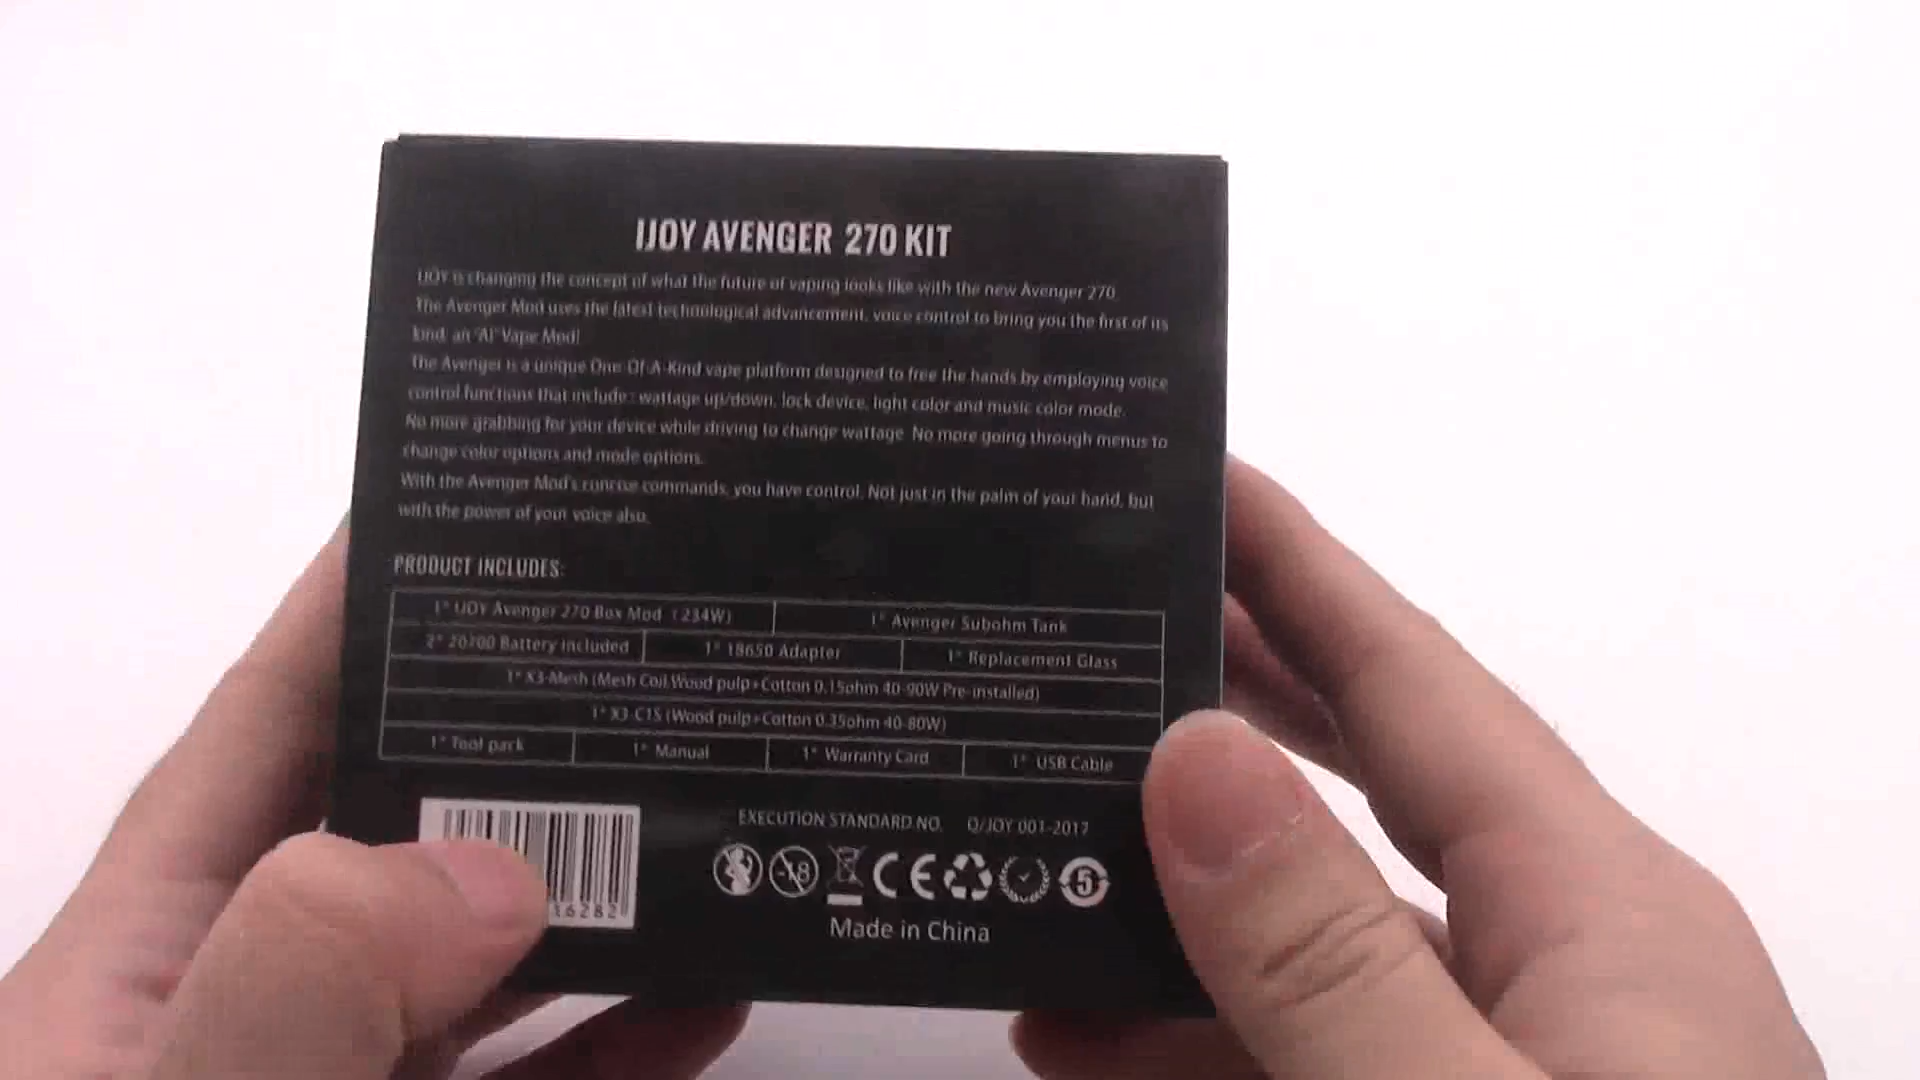 IJOY AVENGER 270 KIT
IJOY is changing the concept of what the future of vaping looks like with the new Avenger 270.
The Avenger Mod uses the latest technological advancement, voice control to bring you the first of its
kind, an "AI" Vape Mod!
The Avenger is a unique One-Of-A-Kind vape platform designed to free the hands by employing voice
control functions that include: wattage up/down, lock device, light color and music color mode.
No more grabbing for your device while driving to change wattage. No more going through menus to
change color options and mode options.
With the Avenger Mod's concise commands, you have control. Not just in the palm of your hand, but
with the power of your voice also.
PRODUCT INCLUDES:
1* IJOY Avenger 270 Box Mod (234W) 1* Avenger Subohm Tank
2* 20700 Battery included 1* 18650 Adapter 1* Replacement Glass
1* X3-Mesh (Mesh Coil,Wood pulp+Cotton 0.15ohm 40-90W Pre-installed)
1* X3-C1S (Wood pulp+Cotton 0.35ohm 40-80W)
1* Tool pack 1* Manual 1* Warranty Card 1* USB Cable
EXECUTION STANDARD NO. Q/JOY 001-2017
-18 CE 5
16282
Made in China